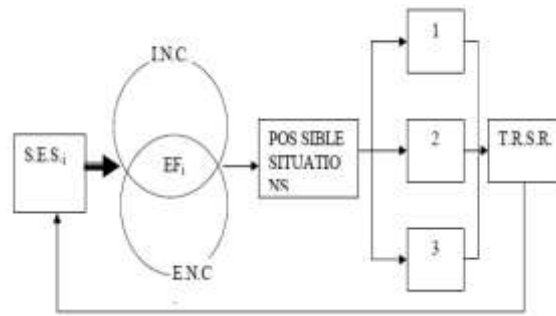 I.N.C.
S.E.S.i
EFi
E.N.C
POS SIBLE
SITUATIO
NS
1
2
3
T.R.S.R.